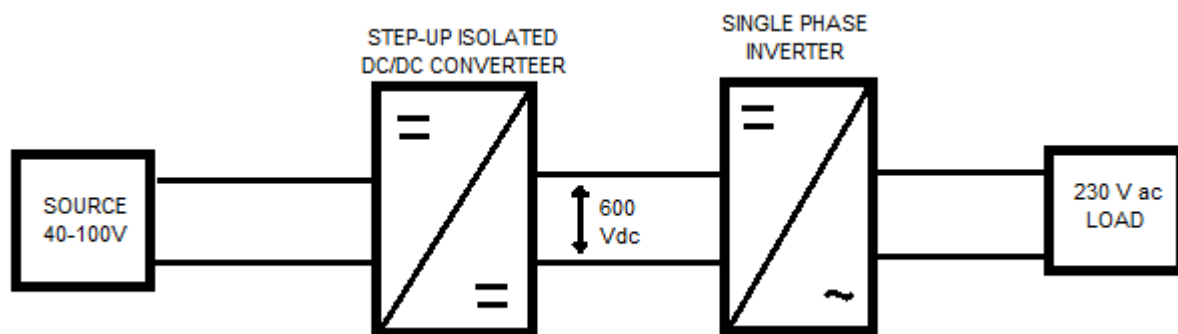 STEP-UP ISOLATED
DC/DC CONVERTEER
SINGLE PHASE
INVERTER
SOURCE
40-100V
600
Vdc
230 V ac
LOAD
~